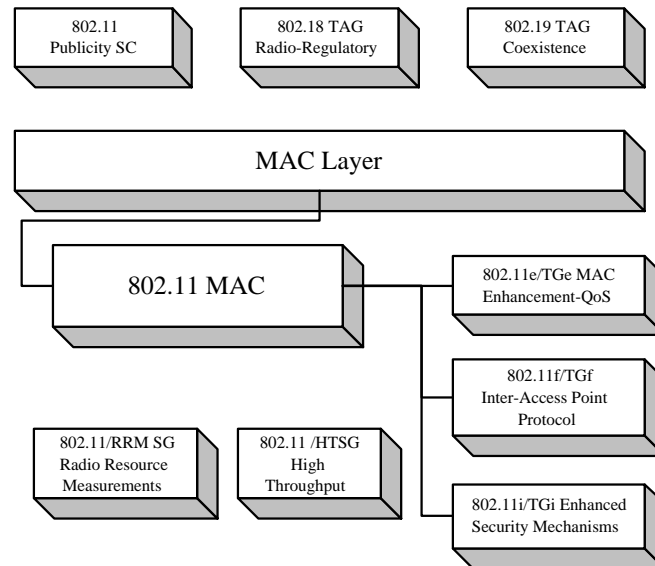 802.11
Publicity SC
802.18 TAG
Radio-Regulatory
802.19 TAG
Coexistence
MAC Layer
802.11 MAC
802.11e/TGe MAC
Enhancement-QoS
802.11f/TGf
Inter-Access Point
Protocol
802.11/RRM SG
Radio Resource
Measurements
802.11 /HTSG
High
Throughput
802.11i/TGi Enhanced
Security Mechanisms